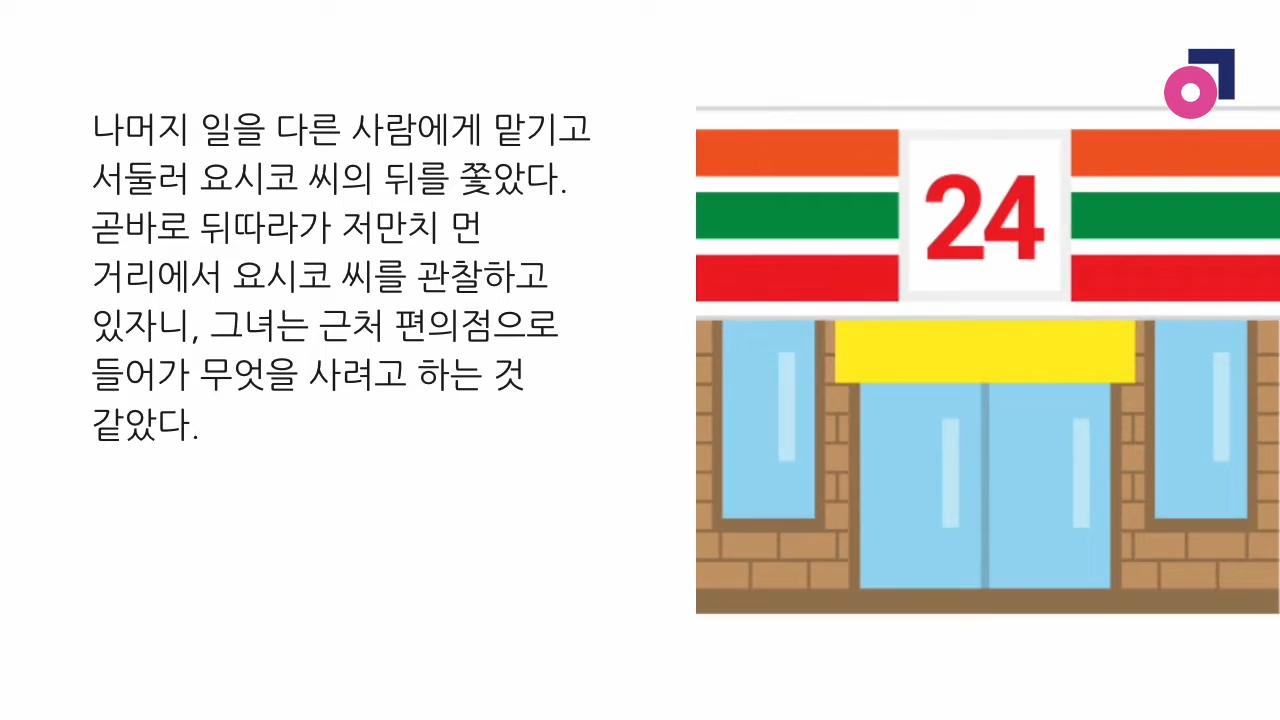 나머지 일을 다른 사람에게 맡기고
서둘러 요시코 씨의 뒤를 쫓았다.
곧바로 뒤따라가 저만치 먼
거리에서 요시코 씨를 관찰하고
있자니, 그녀는 근처 편의점으로
들어가 무엇을 사려고 하는 것
같았다.
24